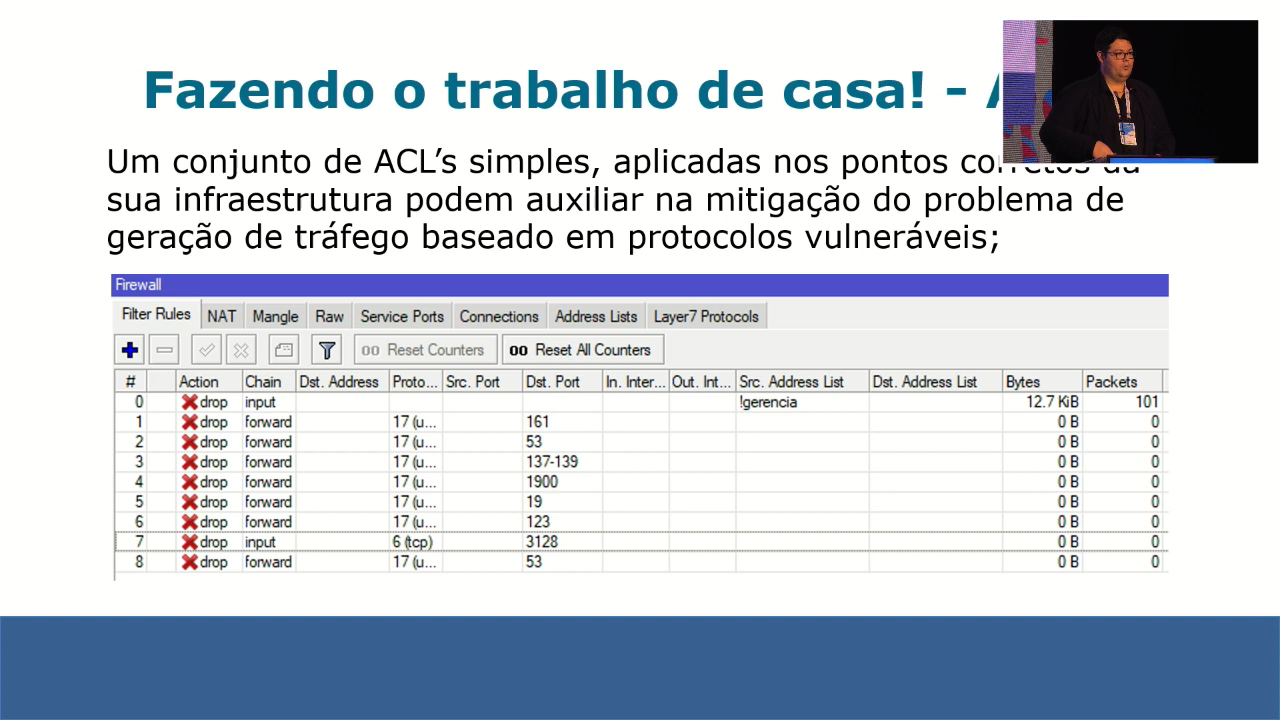 Fazendo o trabalho de casa! -
Um conjunto de ACL’s simples, aplicadas nos pontos corretos da
sua infraestrutura podem auxiliar na mitigação do problema de
geração de tráfego baseado em protocolos vulneráveis;
Firewall
Filter Rules NAT Mangle Raw Service Ports Connections Address Lists Layer7 Protocols
00 Reset Counters 00 Reset All Counters
# Action Chain Dst. Address Proto... Src. Port Dst. Port In. Inter... Out. Int... Src. Address List Dst. Address List Bytes Packets
0 drop input !gerencia 12.7 KiB 101
1 drop forward 17 (u... 161 0 B 0
2 drop forward 17 (u... 53 0 B 0
3 drop forward 17 (u... 137-139 0 B 0
4 drop forward 17 (u... 1900 0 B 0
5 drop forward 17 (u... 19 0 B 0
6 drop forward 17 (u... 123 0 B 0
7 drop input 6 (tcp) 3128 0 B 0
8 drop forward 17 (u... 53 0 B 0